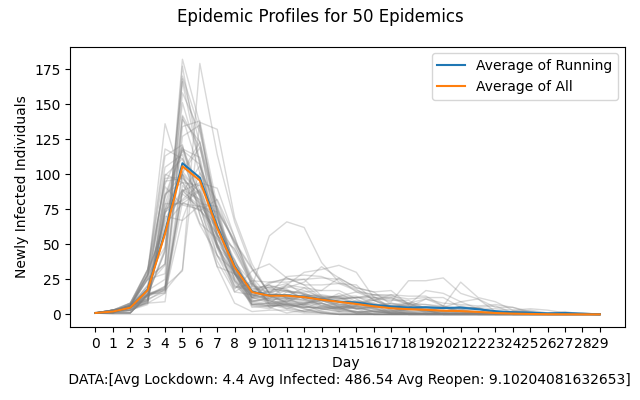 Epidemic Profiles for 50 Epidemics
Average of Running
Average of All
Newly Infected Individuals
175
150
125
100
75
50
25
0
0 1 2 3 4 5 6 7 8 9 10 11 12 13 14 15 16 17 18 19 20 21 22 23 24 25 26 27 28 29
Day
DATA:[Avg Lockdown: 4.4 Avg Infected: 486.54 Avg Reopen: 9.10204081632653]